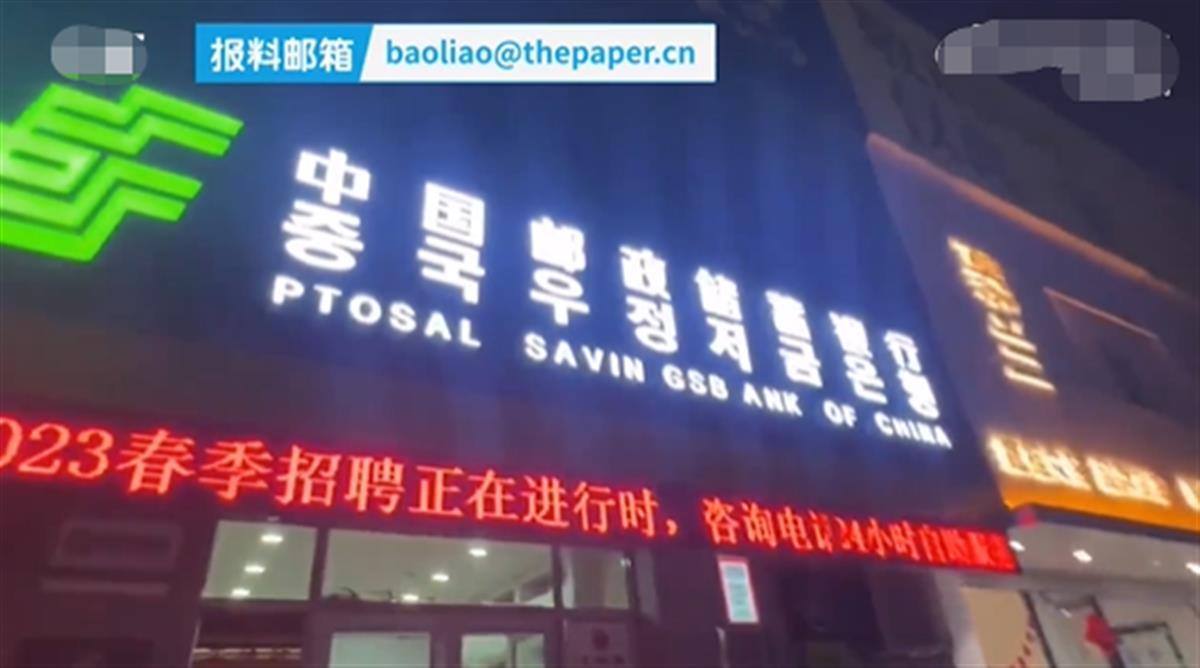 报料邮箱 baoliao@thepaper.cn
中国邮政储蓄银行
중국우정저금은행
PTOSAL SAVIN GSB ANK OF CHINA
023春季招聘正在进行时，咨询电话24小时自助服